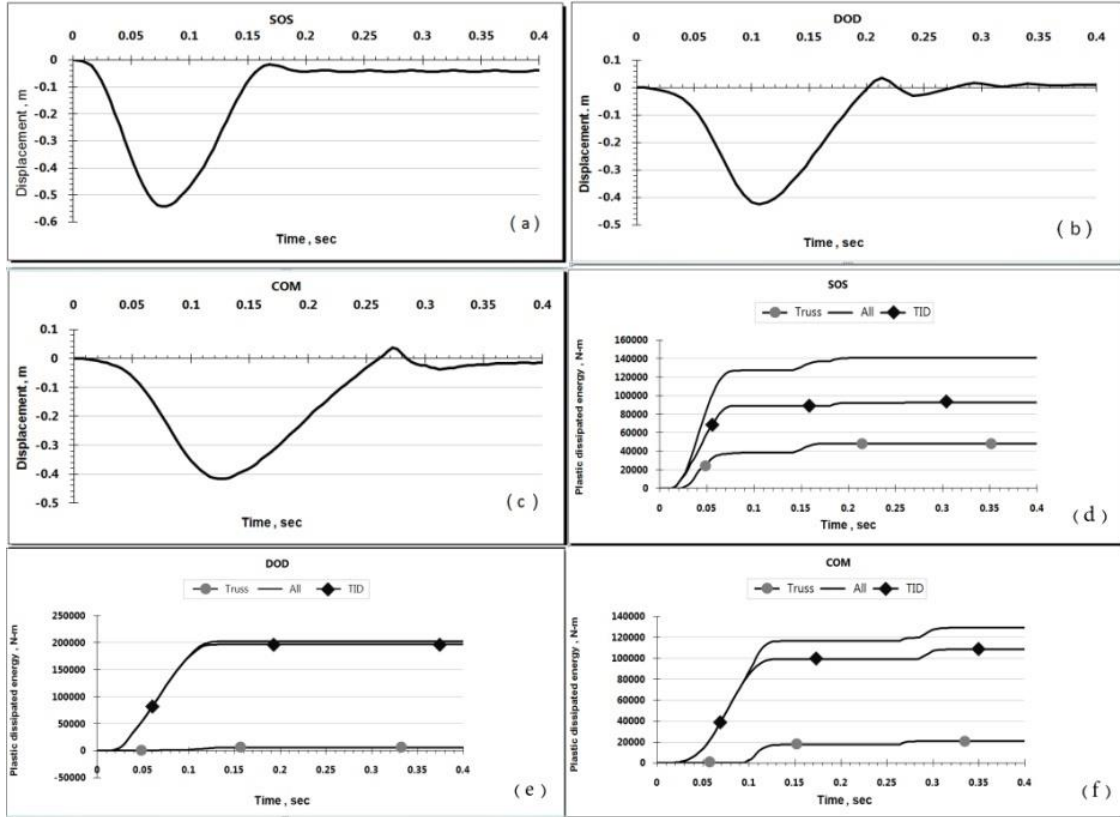 SOS
0 0.05 0.1 0.15 0.2 0.25 0.3 0.35 0.4
0
-0.1
-0.2
-0.3
-0.4
-0.5
-0.6
Displacement , m
Time , sec
( a )
DOD
0 0.05 0.1 0.15 0.2 0.25 0.3 0.35 0.4
0.1
0
-0.1
-0.2
-0.3
-0.4
-0.5
Displacement. m
Time , sec
( b )
COM
0 0.05 0.1 0.15 0.2 0.25 0.3 0.35 0.4
0.1
0
-0.1
-0.2
-0.3
-0.4
-0.5
Displacement , m
Time , sec
( c )
SOS
Truss All TID
160000
140000
120000
100000
80000
60000
40000
20000
0
Plastic dissipated energy , N-m
0 0.05 0.1 0.15 0.2 0.25 0.3 0.35 0.4
Time , sec
( d )
DOD
Truss All TID
250000
200000
150000
100000
50000
0
-50000
Plastic dissipated energy , N-m
0 0.05 0.1 0.15 0.2 0.25 0.3 0.35 0.4
Time , sec
( e )
COM
Truss All TID
140000
120000
100000
80000
60000
40000
20000
0
Plastic dissipated energy , N-m
0 0.05 0.1 0.15 0.2 0.25 0.3 0.35 0.4
Time , sec
( f )